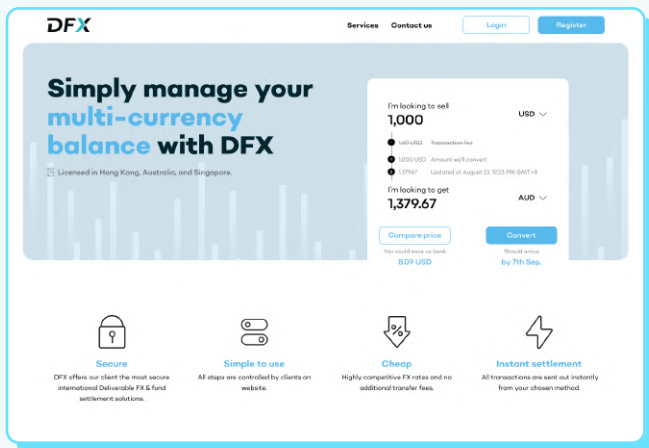 DFX
Services Contact us Login Register
Simply manage your
multi-currency
balance with DFX
Licensed in Hong Kong, Australia, and Singapore.
I'm looking to sell
1,000 USD
1.60 USD Transaction fee
1,000 USD Amount we'll convert
1.37967 Updated at August 22, 12:23 PM GMT+8
I'm looking to get
1,379.67 AUD
Compare price Convert
You could save vs bank Should arrive
8.09 USD by 7th Sep.
Secure
DFX offers our client the most secure
international Deliverable FX & fund
settlement solutions.
Simple to use
All steps are controlled by clients on
website.
Cheap
Highly competitive FX rates and no
additional transfer fees.
Instant settlement
All transactions are sent out instantly
from your chosen method.